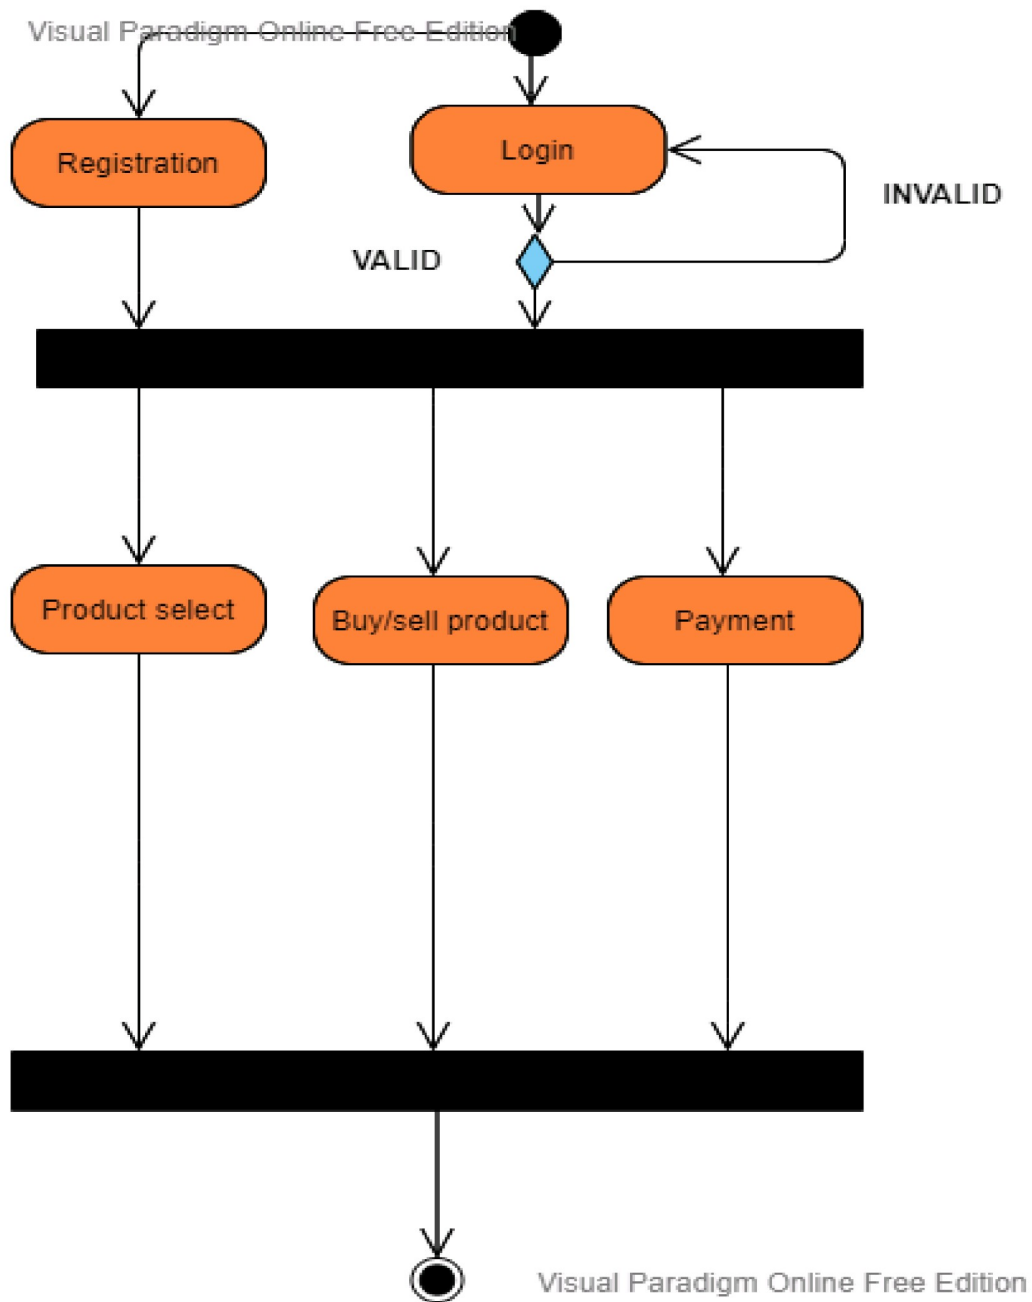 Visual Paradigm Online Free Edition
Registration
Login
INVALID
VALID
Product select
Buy/sell product
Payment
Visual Paradigm Online Free Edition